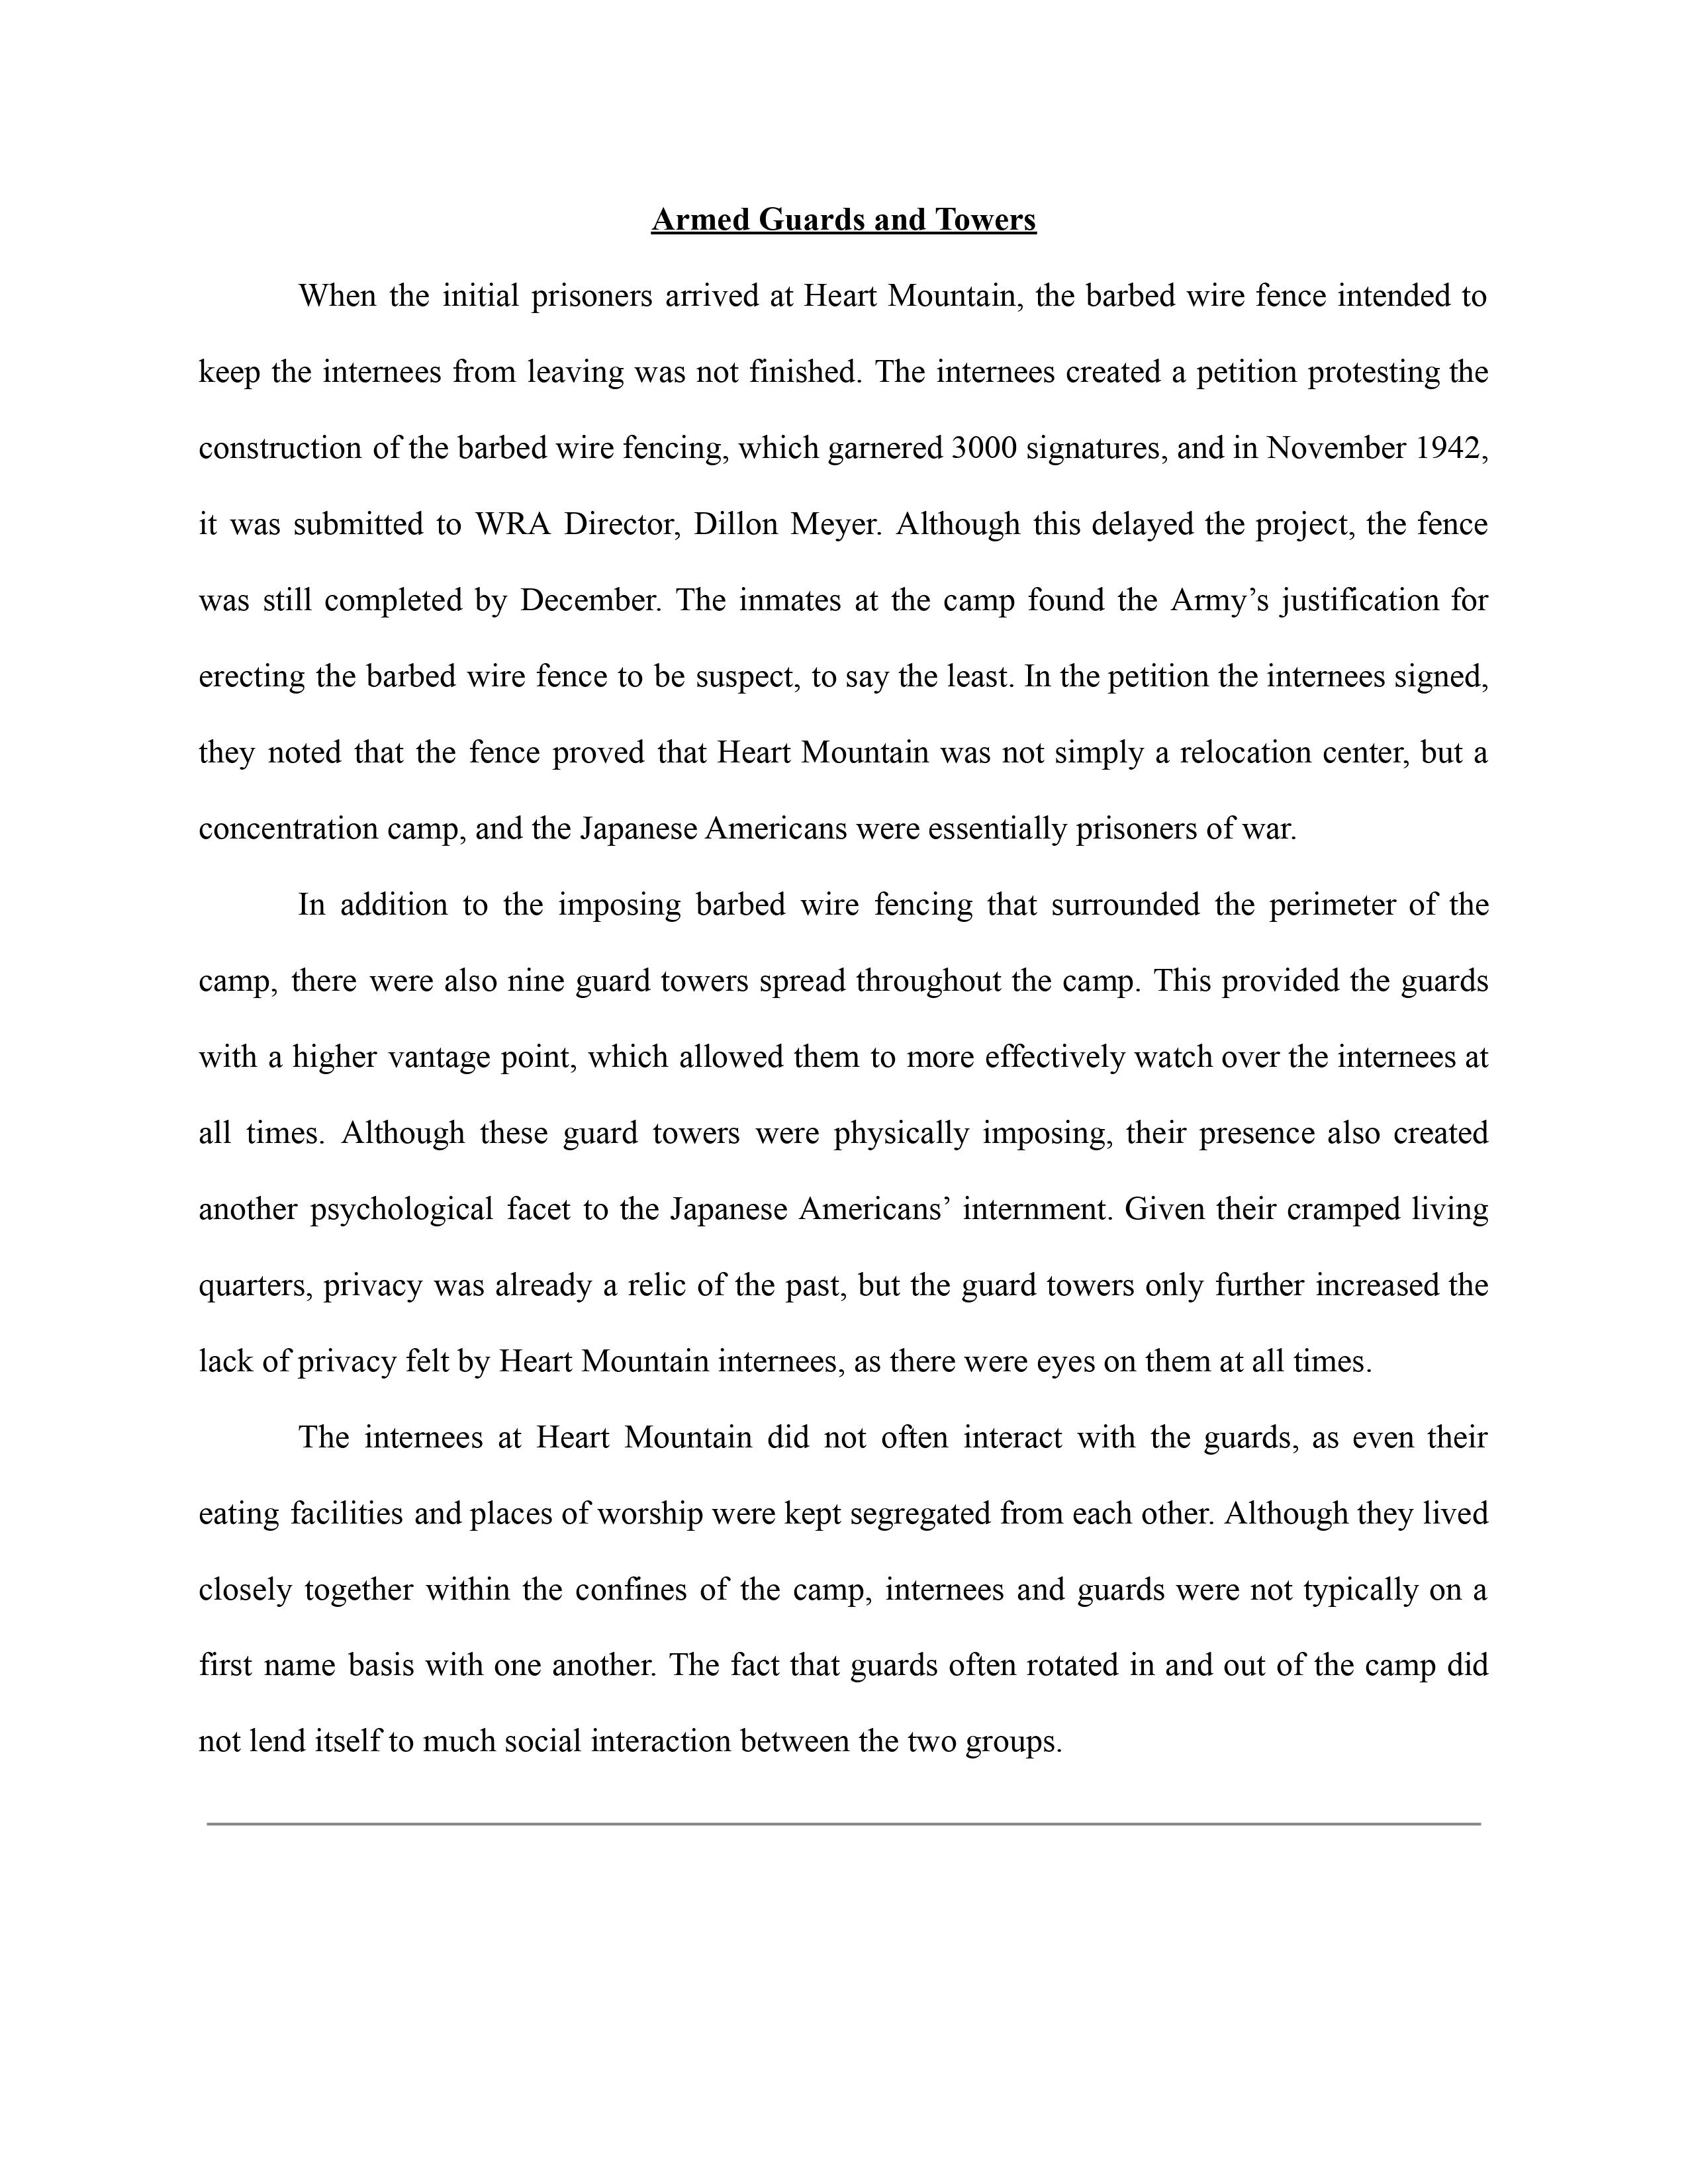 Armed Guards and Towers
When the initial prisoners arrived at Heart Mountain, the barbed wire fence intended to
keep the internees from leaving was not finished. The internees created a petition protesting the
construction of the barbed wire fencing, which garnered 3000 signatures, and in November 1942,
it was submitted to WRA Director, Dillon Meyer. Although this delayed the project, the fence
was still completed by December. The inmates at the camp found the Army’s justification for
erecting the barbed wire fence to be suspect, to say the least. In the petition the internees signed,
they noted that the fence proved that Heart Mountain was not simply a relocation center, but a
concentration camp, and the Japanese Americans were essentially prisoners of war.
In addition to the imposing barbed wire fencing that surrounded the perimeter of the
camp, there were also nine guard towers spread throughout the camp. This provided the guards
with a higher vantage point, which allowed them to more effectively watch over the internees at
all times. Although these guard towers were physically imposing, their presence also created
another psychological facet to the Japanese Americans’ internment. Given their cramped living
quarters, privacy was already a relic of the past, but the guard towers only further increased the
lack of privacy felt by Heart Mountain internees, as there were eyes on them at all times.
The internees at Heart Mountain did not often interact with the guards, as even their
eating facilities and places of worship were kept segregated from each other. Although they lived
closely together within the confines of the camp, internees and guards were not typically on a
first name basis with one another. The fact that guards often rotated in and out of the camp did
not lend itself to much social interaction between the two groups.